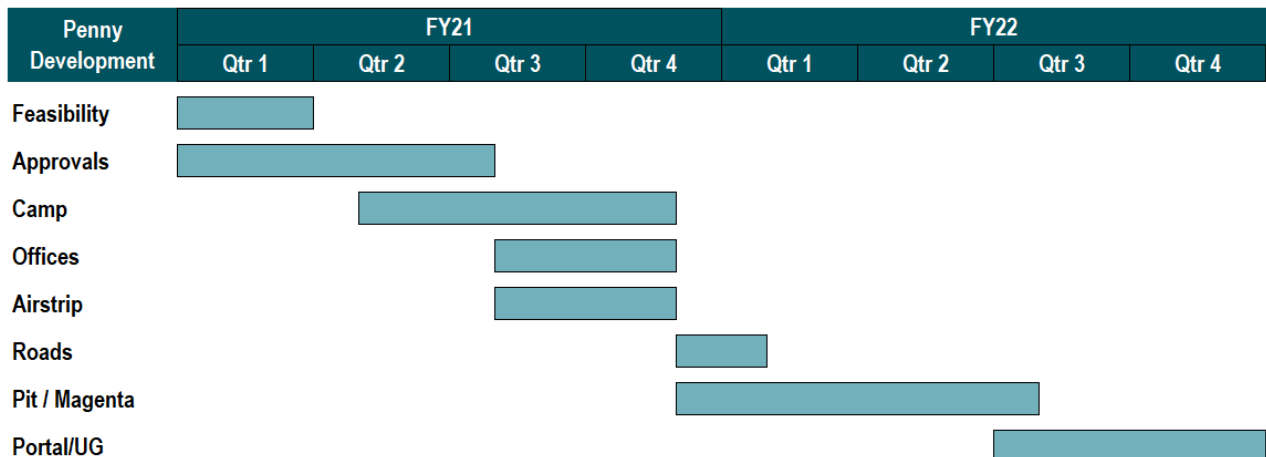 Penny Development FY21 FY22
Qtr 1 Qtr 2 Qtr 3 Qtr 4 Qtr 1 Qtr 2 Qtr 3 Qtr 4
Feasibility
Approvals
Camp
Offices
Airstrip
Roads
Pit / Magenta
Portal/UG